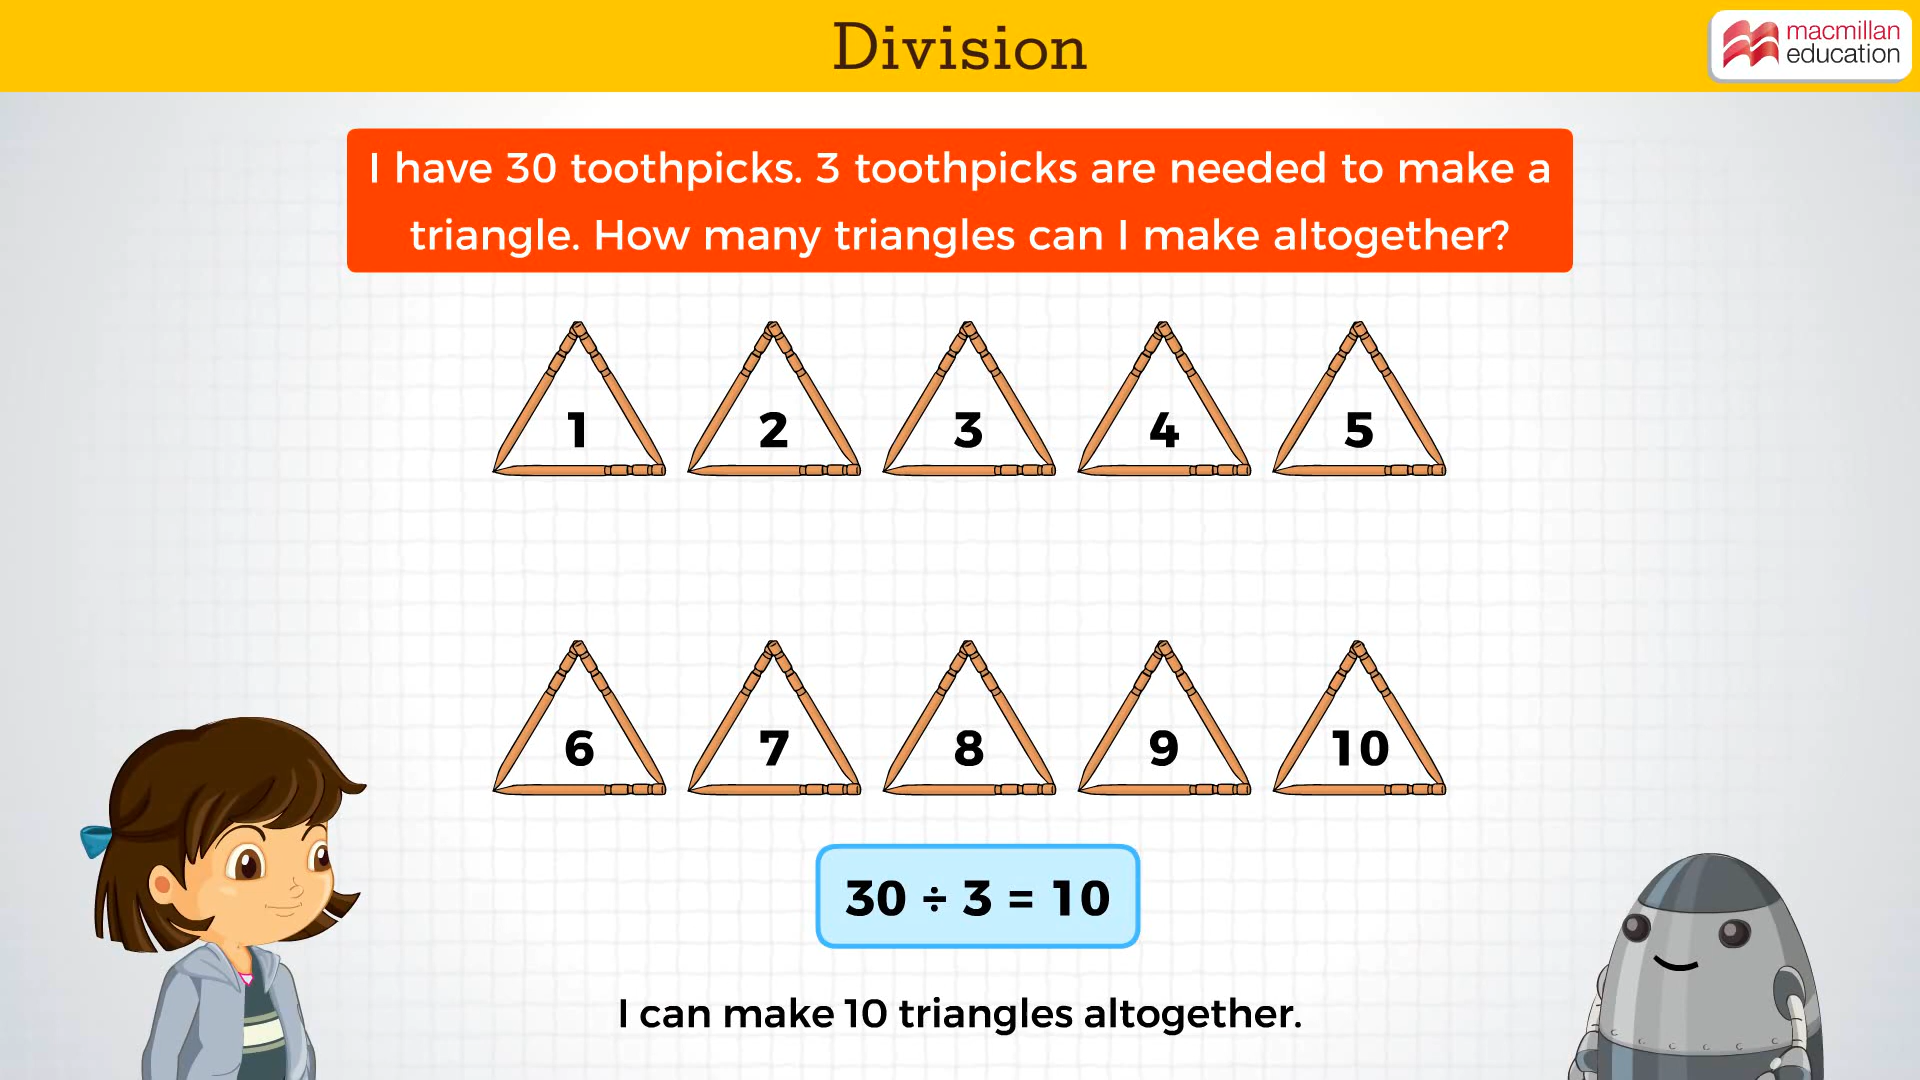 Division
macmillan
education
I have 30 toothpicks. 3 toothpicks are needed to make a
triangle. How many triangles can I make altogether?
1 2 3 4 5
6 7 8 9 10
30 ÷ 3 = 10
I can make 10 triangles altogether.